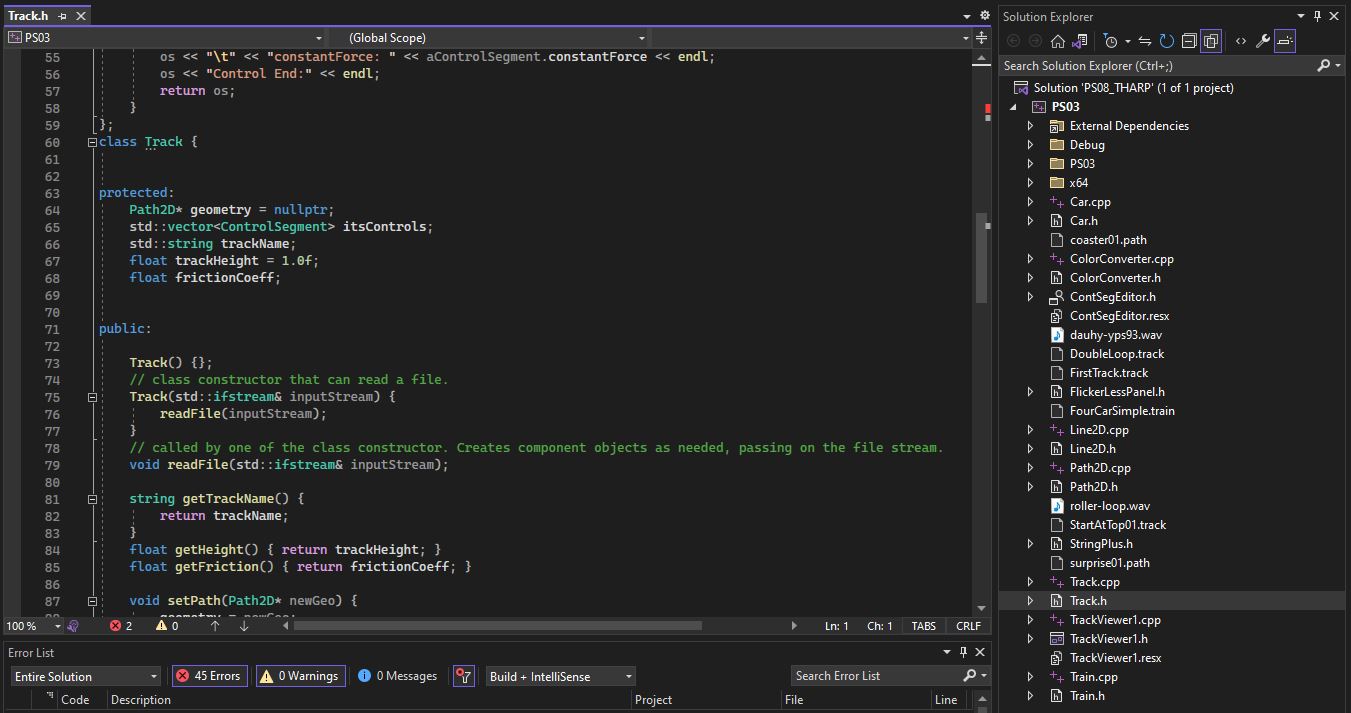 Track.h
Solution Explorer
PS03
(Global Scope)
55 os << "\t" << "constantForce: " << aControlSegment.constantForce << endl;
56 os << "Control End:" << endl;
57 return os;
58 }
59 };
60 class Track {
61
62
63 protected:
64 Path2D* geometry = nullptr;
65 std::vector<ControlSegment> itsControls;
66 std::string trackName;
67 float trackHeight = 1.0f;
68 float frictionCoeff;
69
70
71 public:
72
73 Track() {};
74 // class constructor that can read a file.
75 Track(std::ifstream& inputStream) {
76 readFile(inputStream);
77 }
78 // called by one of the class constructor. Creates component objects as needed, passing on the file stream.
79 void readFile(std::ifstream& inputStream);
80
81 string getTrackName() {
82 return trackName;
83 }
84 float getHeight() { return trackHeight; }
85 float getFriction() { return frictionCoeff; }
86
87 void setPath(Path2D* newGeo) {
88 geometry = newGeo;
100 %
2
0
Ln: 1 Ch: 1 TABS CRLF
Error List
Entire Solution
45 Errors
0 Warnings
0 Messages
Build + IntelliSense
Search Error List
Code Description Project File Line
Search Solution Explorer (Ctrl+;)
Solution 'PS08_THARP' (1 of 1 project)
PS03
External Dependencies
Debug
PS03
x64
Car.cpp
Car.h
coaster01.path
ColorConverter.cpp
ColorConverter.h
ContSegEditor.h
ContSegEditor.resx
dauhy-yps93.wav
DoubleLoop.track
FirstTrack.track
FlickerLessPanel.h
FourCarSimple.train
Line2D.cpp
Line2D.h
Path2D.cpp
Path2D.h
roller-loop.wav
StartAtTop01.track
StringPlus.h
surprise01.path
Track.cpp
Track.h
TrackViewer1.cpp
TrackViewer1.h
TrackViewer1.resx
Train.cpp
Train.h